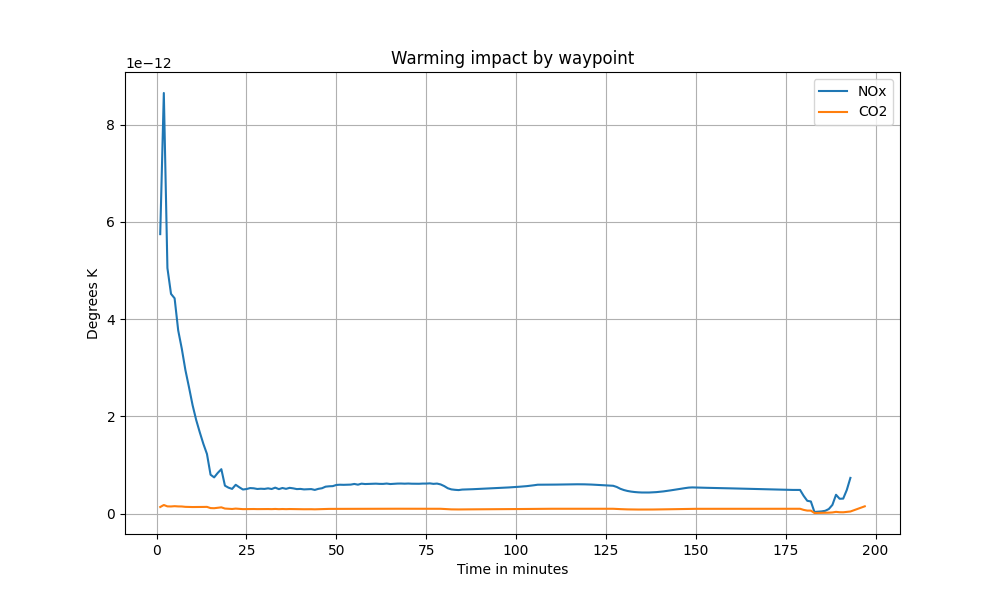 Warming impact by waypoint
1e−12
NOx
CO2
8
6
4
2
0
Degrees K
0 25 50 75 100 125 150 175 200
Time in minutes